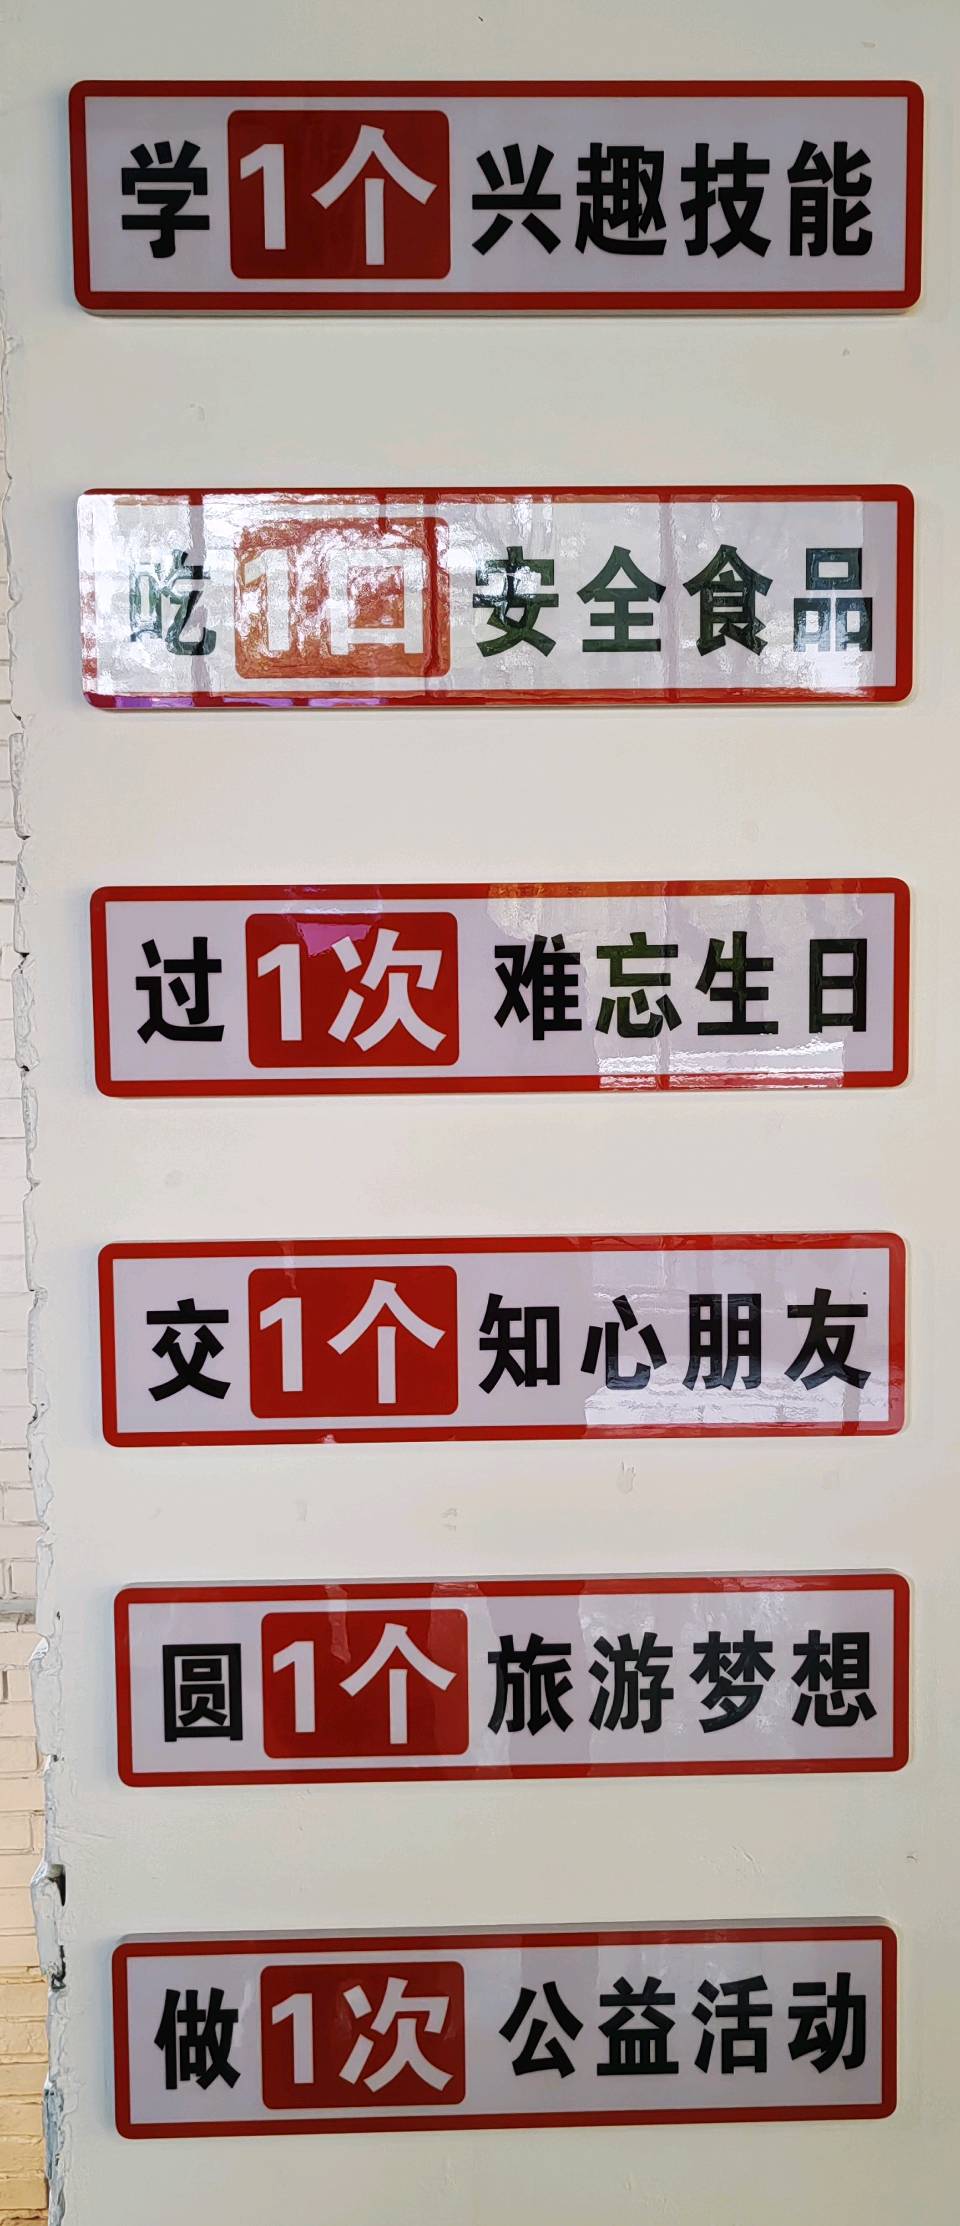 学1个兴趣技能
吃1口安全食品
过1次难忘生日
交1个知心朋友
圆1个旅游梦想
做1次公益活动